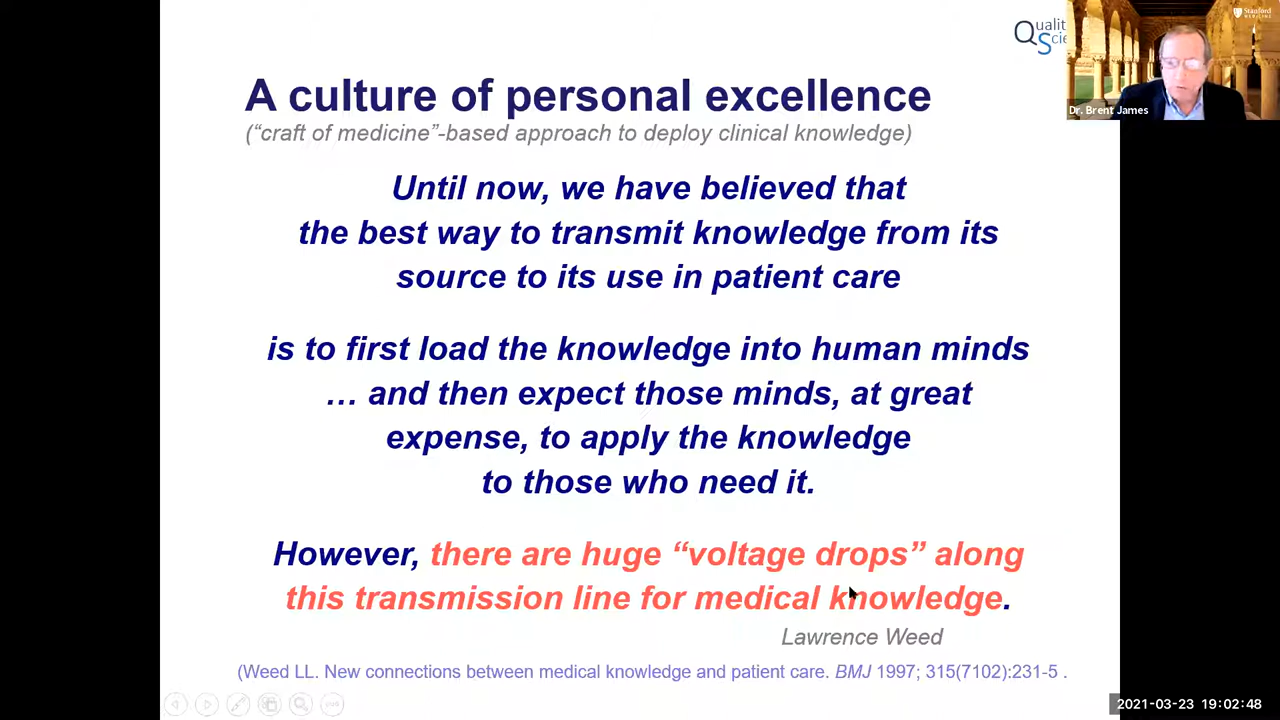 Qualit
Scie
Stanford
MEDICINE
Dr. Brent James
A culture of personal excellence
(“craft of medicine”-based approach to deploy clinical knowledge)
Until now, we have believed that
the best way to transmit knowledge from its
source to its use in patient care
is to first load the knowledge into human minds
… and then expect those minds, at great
expense, to apply the knowledge
to those who need it.
However, there are huge “voltage drops” along
this transmission line for medical knowledge.
Lawrence Weed
(Weed LL. New connections between medical knowledge and patient care. BMJ 1997; 315(7102):231-5 .
2021-03-23 19:02:48